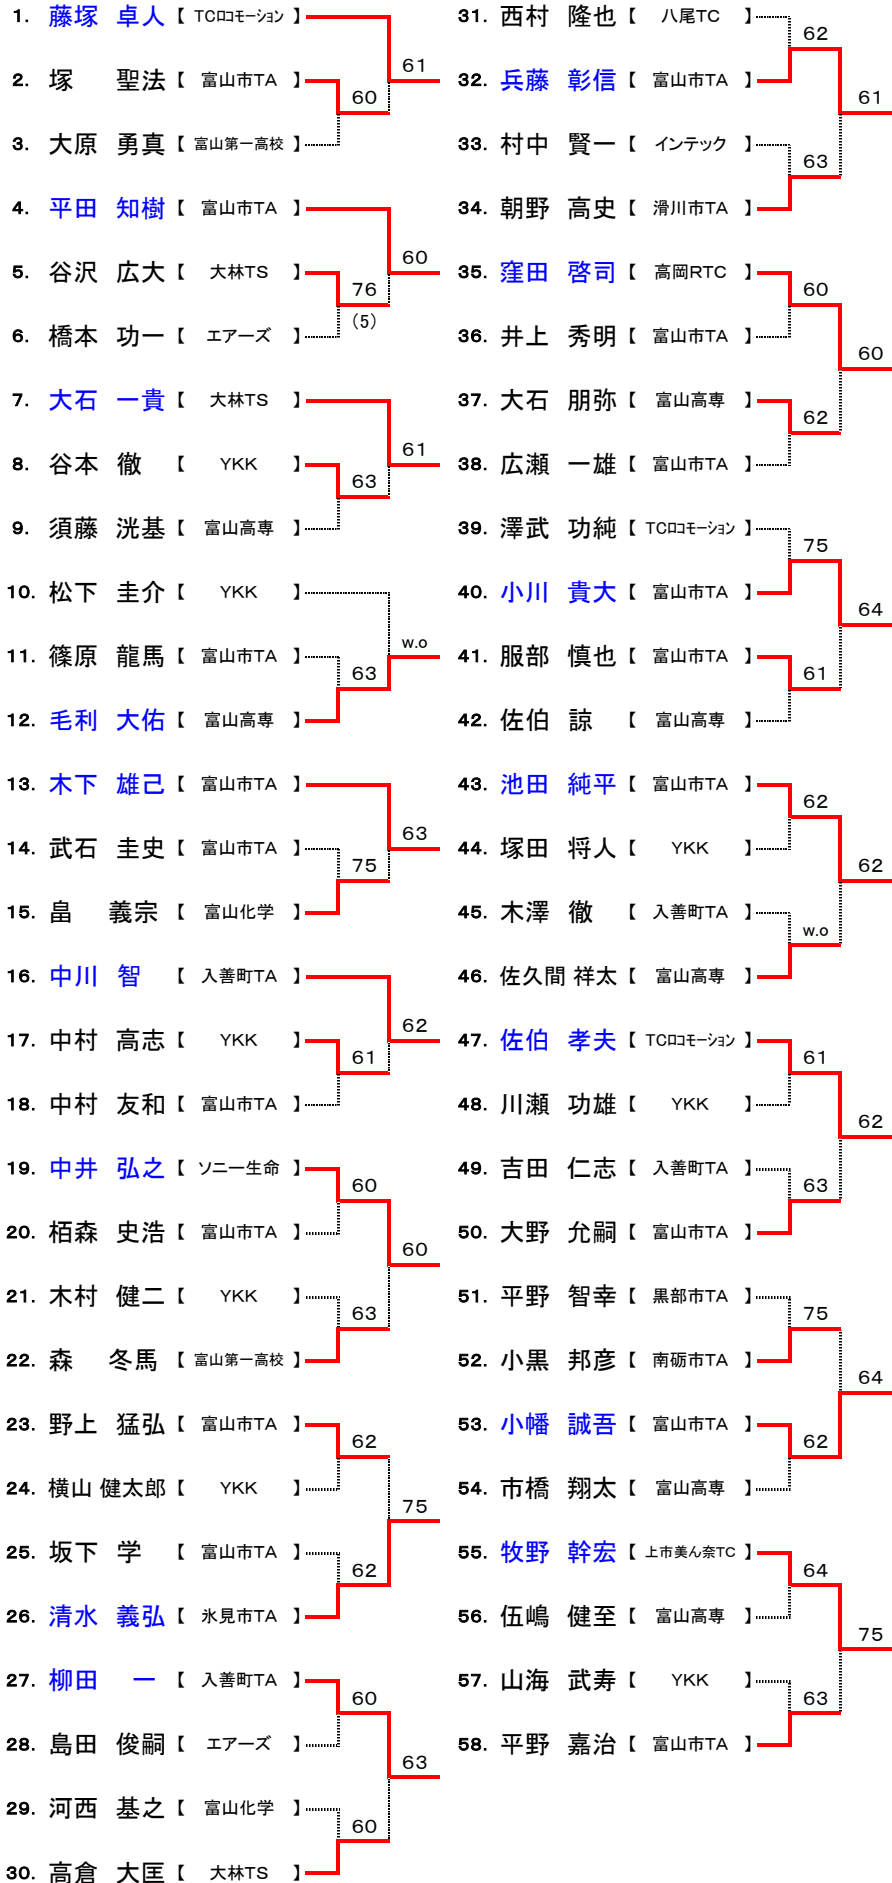 1. 藤塚 卓人【 TCロコモーション 】
61
2. 塚 聖法【 富山市TA 】
60
3. 大原 勇真【 富山第一高校 】
4. 平田 知樹【 富山市TA 】
60
5. 谷沢 広大【 大林TS 】
76
(5)
6. 橋本 功一【 エアーズ 】
7. 大石 一貴【 大林TS 】
61
8. 谷本 徹 【 YKK 】
63
9. 須藤 洸基【 富山高専 】
10. 松下 圭介【 YKK 】
w.o
11. 篠原 龍馬【 富山市TA 】
63
12. 毛利 大佑【 富山高専 】
13. 木下 雄己【 富山市TA 】
63
14. 武石 圭史【 富山市TA 】
75
15. 畠 義宗【 富山化学 】
16. 中川 智 【 入善町TA 】
62
17. 中村 高志【 YKK 】
61
18. 中村 友和【 富山市TA 】
19. 中井 弘之【 ソニー生命 】
60
20. 栢森 史浩【 富山市TA 】
60
21. 木村 健二【 YKK 】
63
22. 森 冬馬【 富山第一高校 】
23. 野上 猛弘【 富山市TA 】
62
24. 横山 健太郎【 YKK 】
75
25. 坂下 学 【 富山市TA 】
62
26. 清水 義弘【 氷見市TA 】
27. 柳田 一 【 入善町TA 】
60
28. 島田 俊嗣【 エアーズ 】
63
29. 河西 基之【 富山化学 】
60
30. 高倉 大匡【 大林TS 】
31. 西村 隆也【 八尾TC 】
62
32. 兵藤 彰信【 富山市TA 】
61
33. 村中 賢一【 インテック 】
63
34. 朝野 高史【 滑川市TA 】
35. 窪田 啓司【 高岡RTC 】
60
36. 井上 秀明【 富山市TA 】
60
37. 大石 朋弥【 富山高専 】
62
38. 広瀬 一雄【 富山市TA 】
39. 澤武 功純【 TCロコモーション 】
75
40. 小川 貴大【 富山市TA 】
64
41. 服部 慎也【 富山市TA 】
61
42. 佐伯 諒 【 富山高専 】
43. 池田 純平【 富山市TA 】
62
44. 塚田 将人【 YKK 】
62
45. 木澤 徹 【 入善町TA 】
w.o
46. 佐久間 祥太【 富山高専 】
47. 佐伯 孝夫【 TCロコモーション 】
61
48. 川瀬 功雄【 YKK 】
62
49. 吉田 仁志【 入善町TA 】
63
50. 大野 允嗣【 富山市TA 】
51. 平野 智幸【 黒部市TA 】
75
52. 小黒 邦彦【 南砺市TA 】
64
53. 小幡 誠吾【 富山市TA 】
62
54. 市橋 翔太【 富山高専 】
55. 牧野 幹宏【 上市美ん奈TC 】
64
56. 伍嶋 健至【 富山高専 】
75
57. 山海 武寿【 YKK 】
63
58. 平野 嘉治【 富山市TA 】